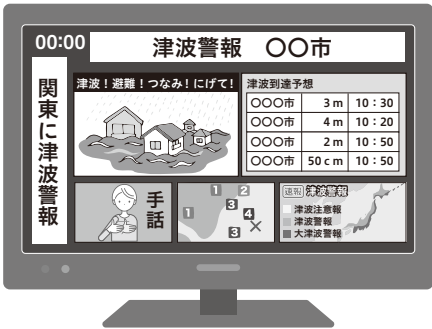 00:00
津波警報 〇〇市
関東に津波警報
津波！避難！つなみ！にげて！
津波到達予想
〇〇〇市 3m 10：30
〇〇〇市 4m 10：20
〇〇〇市 2m 10：50
〇〇〇市 50cm 10：50
手話
1 2
1 3
4
3
速報 津波警報
津波注意報
津波警報
大津波警報